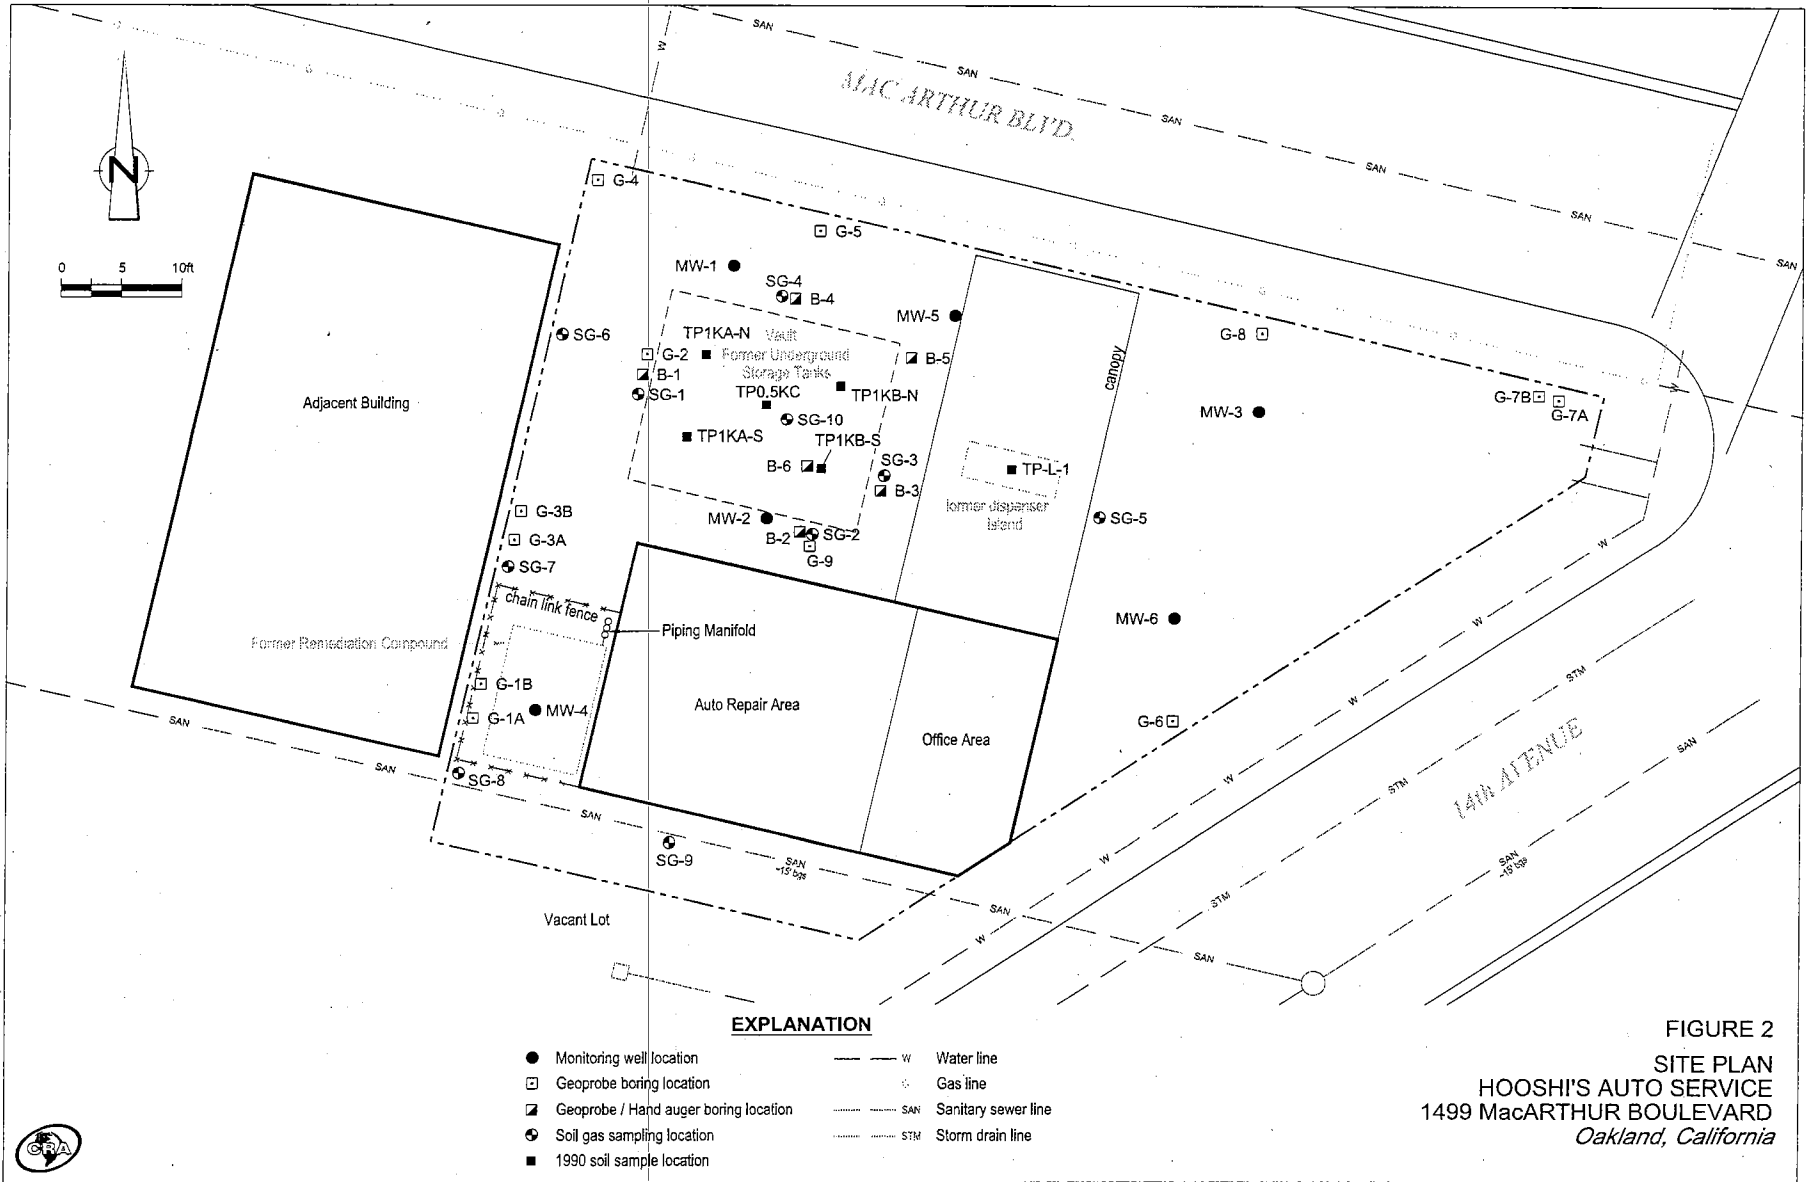 SAN
W
SAN
MAC ARTHUR BLVD.
SAN
SAN
SAN
SAN
G
G
G
G
G
G
G
G
G
N
0 5 10ft
G-4
G-5
MW-1
SG-4
B-4
MW-5
SG-6
TP1KA-N
Vault
Former Underground
Storage Tanks
G-2
B-1
SG-1
B-5
TP0.5KC
TP1KB-N
SG-10
TP1KA-S
TP1KB-S
B-6
SG-3
B-3
canopy
G-8
MW-3
G-7B
G-7A
W
Adjacent Building
TP-L-1
former dispenser
island
SG-5
G-3B
G-3A
SG-7
MW-2
B-2
SG-2
G-9
chain link fence
Piping Manifold
Former Remediation Compound
MW-6
G-1B
G-1A
MW-4
Auto Repair Area
Office Area
G-6
W
W
W
W
W
W
STM
STM
STM
14th AVENUE
SAN
SAN
~15' bgs
SAN
SAN
SG-8
SAN
SG-9
SAN
~15' bgs
SAN
SAN
Vacant Lot
EXPLANATION
Monitoring well location
Geoprobe boring location
Geoprobe / Hand auger boring location
Soil gas sampling location
1990 soil sample location
W Water line
G Gas line
SAN Sanitary sewer line
STM Storm drain line
FIGURE 2
SITE PLAN
HOOSHI'S AUTO SERVICE
1499 MacARTHUR BOULEVARD
Oakland, California
CRA